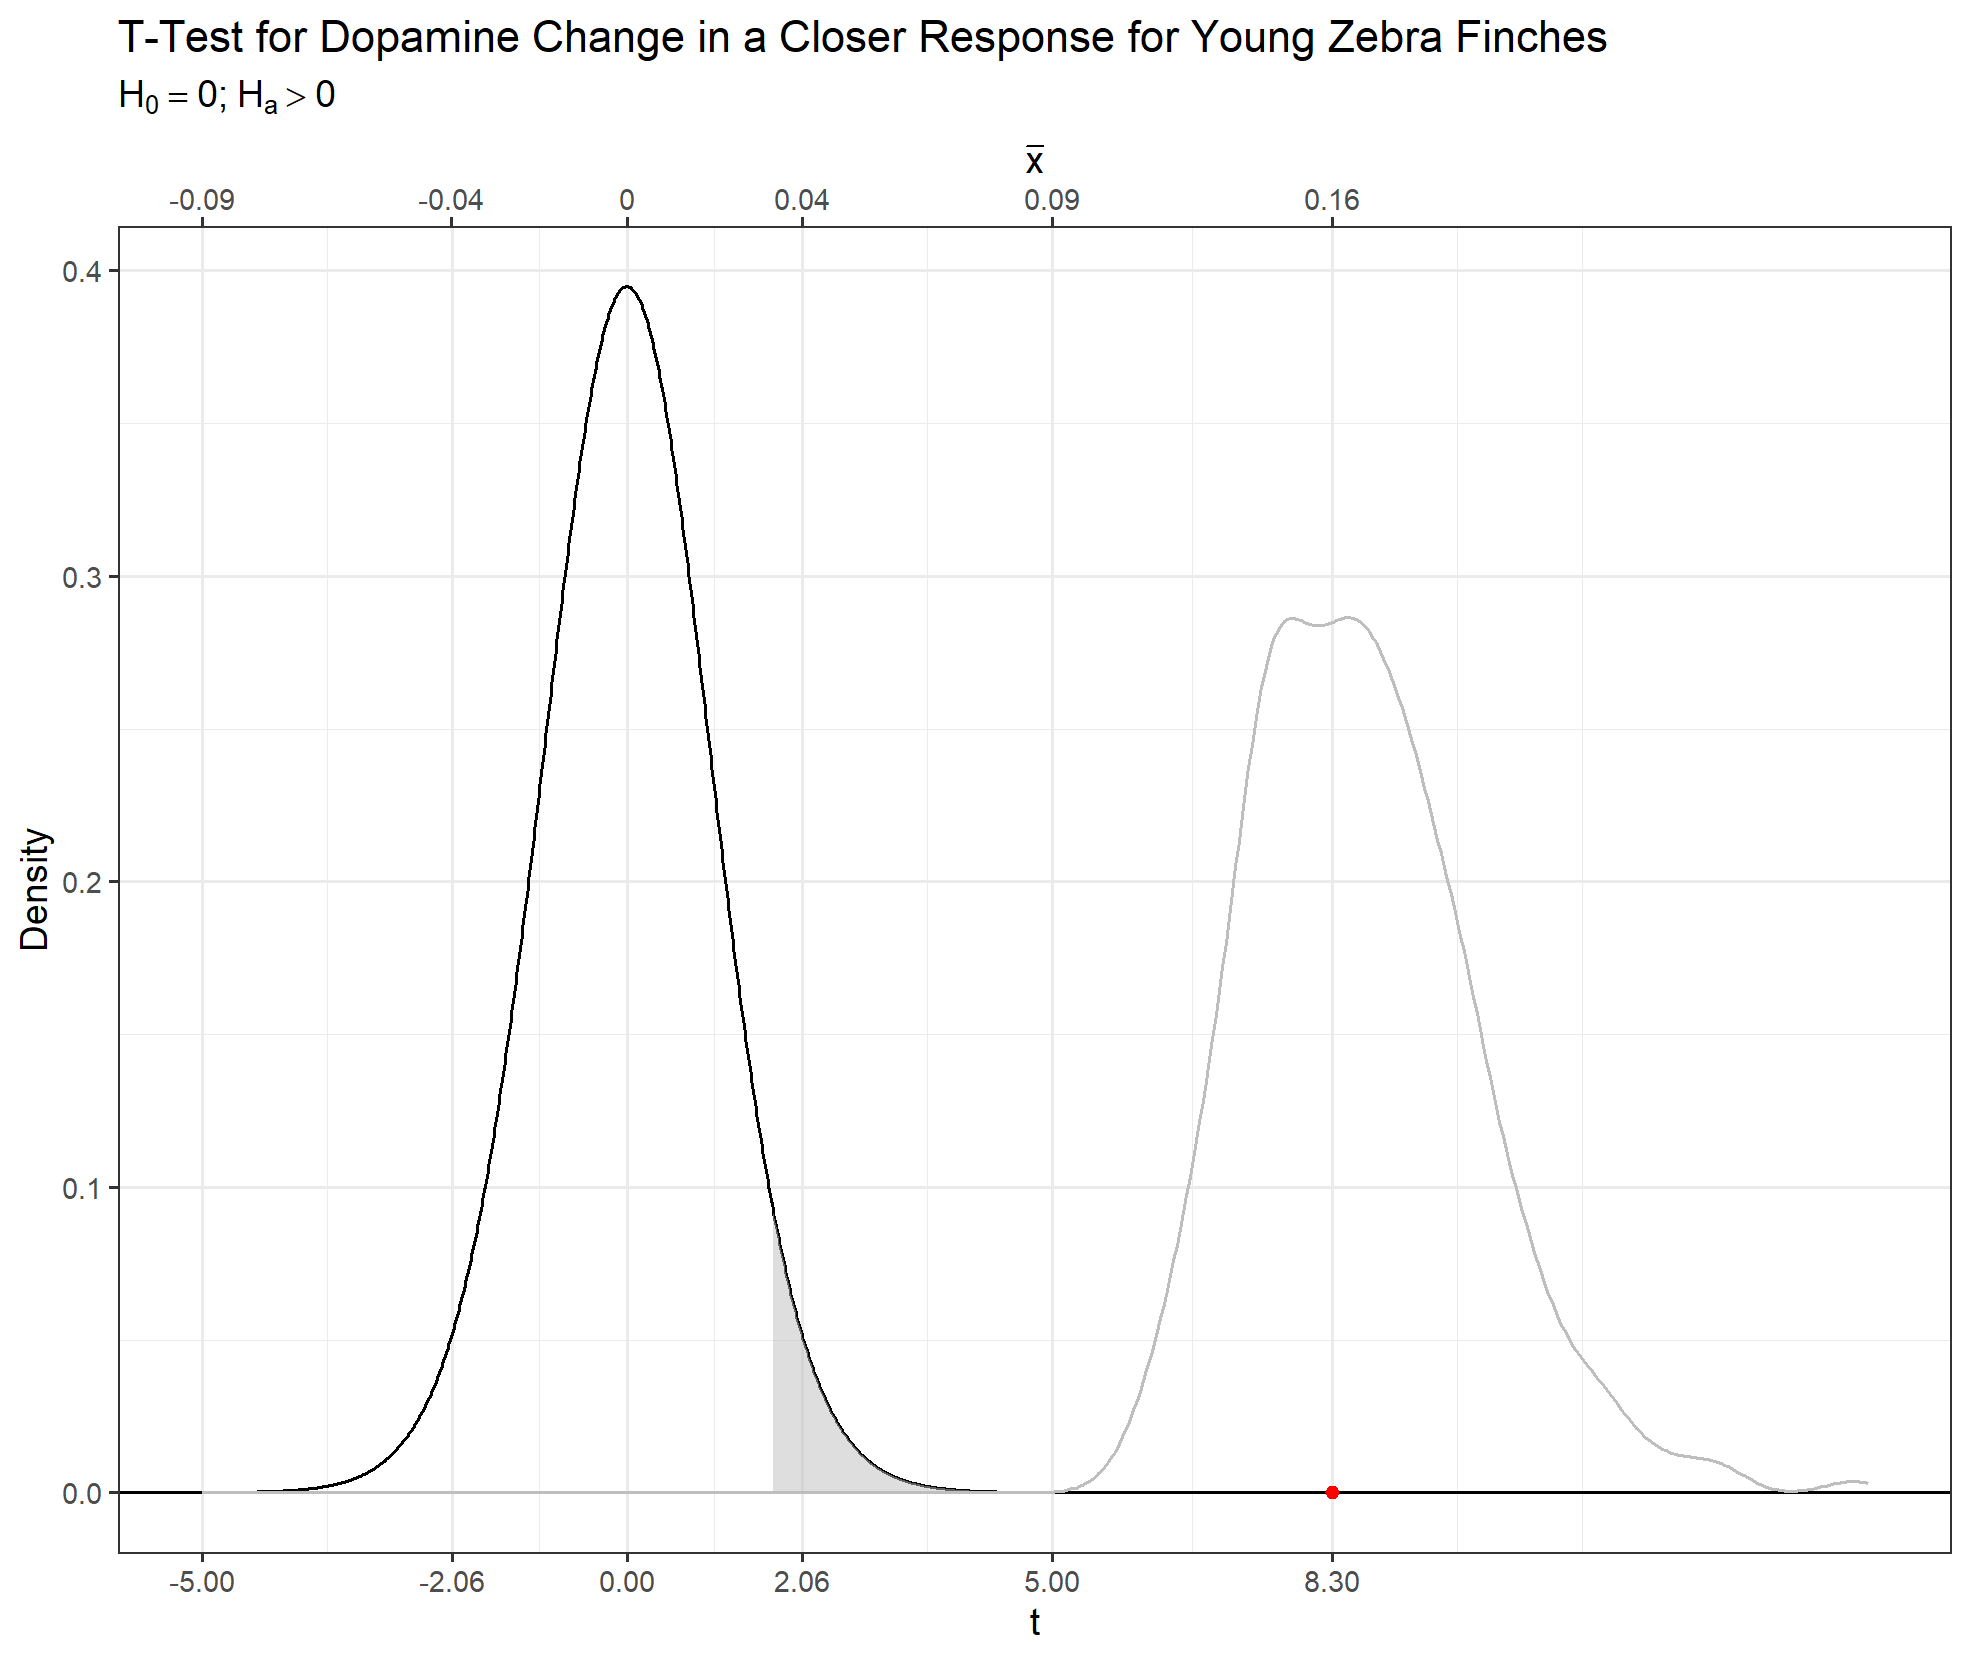 T-Test for Dopamine Change in a Closer Response for Young Zebra Finches
H₀ = 0; Hₐ > 0
x̅
-0.09 -0.04 0 0.04 0.09 0.16
0.4
0.3
0.2
0.1
0.0
Density
-5.00 -2.06 0.00 2.06 5.00 8.30
t